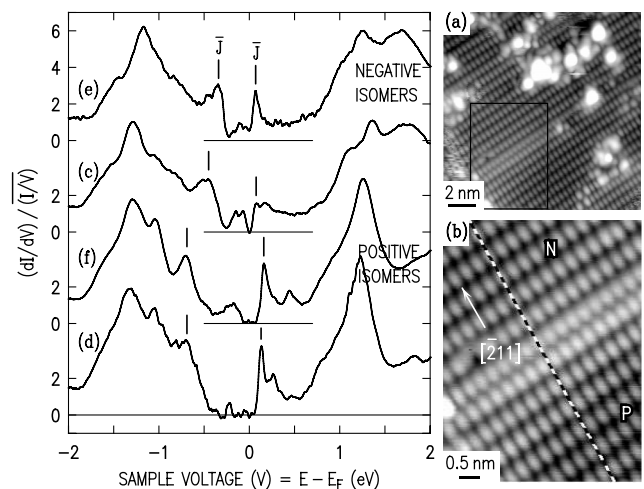 (dI/dV) / (I/V)
6
4
2
0
2
0
2
0
2
0
(e)
(c)
(f)
(d)
J̄
J̄
NEGATIVE
ISOMERS
POSITIVE
ISOMERS
−2
−1
0
1
2
SAMPLE VOLTAGE (V) = E − E_F (eV)
(a)
2 nm
(b)
N
[2̄11]
P
0.5 nm